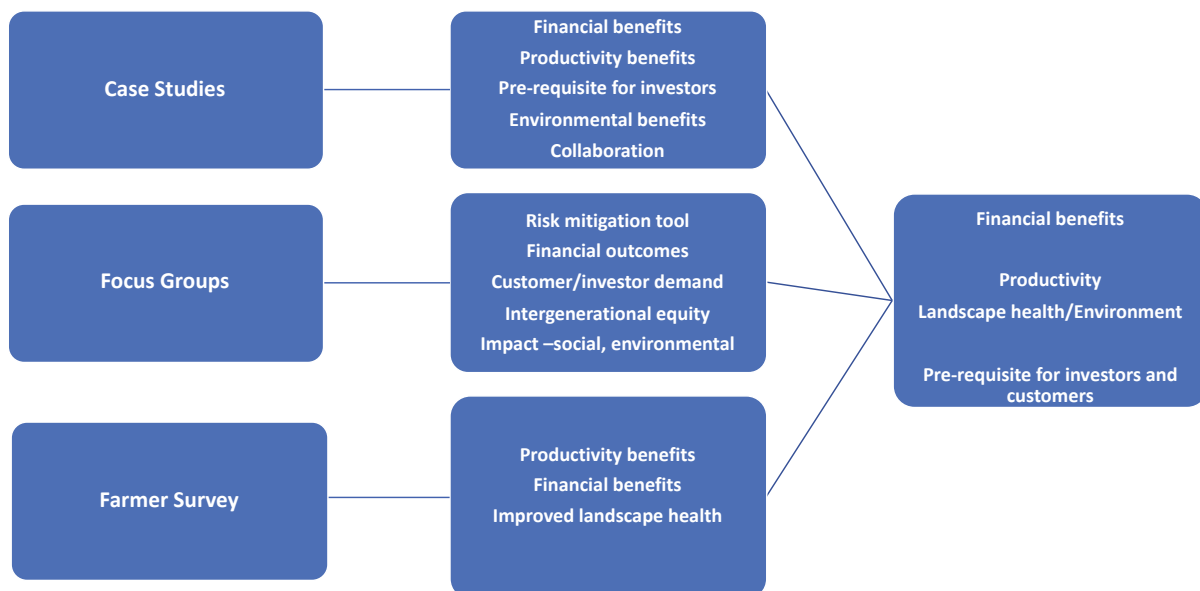 Case Studies
Financial benefits
Productivity benefits
Pre-requisite for investors
Environmental benefits
Collaboration
Focus Groups
Risk mitigation tool
Financial outcomes
Customer/investor demand
Intergenerational equity
Impact –social, environmental
Farmer Survey
Productivity benefits
Financial benefits
Improved landscape health
Financial benefits
Productivity
Landscape health/Environment
Pre-requisite for investors and
customers